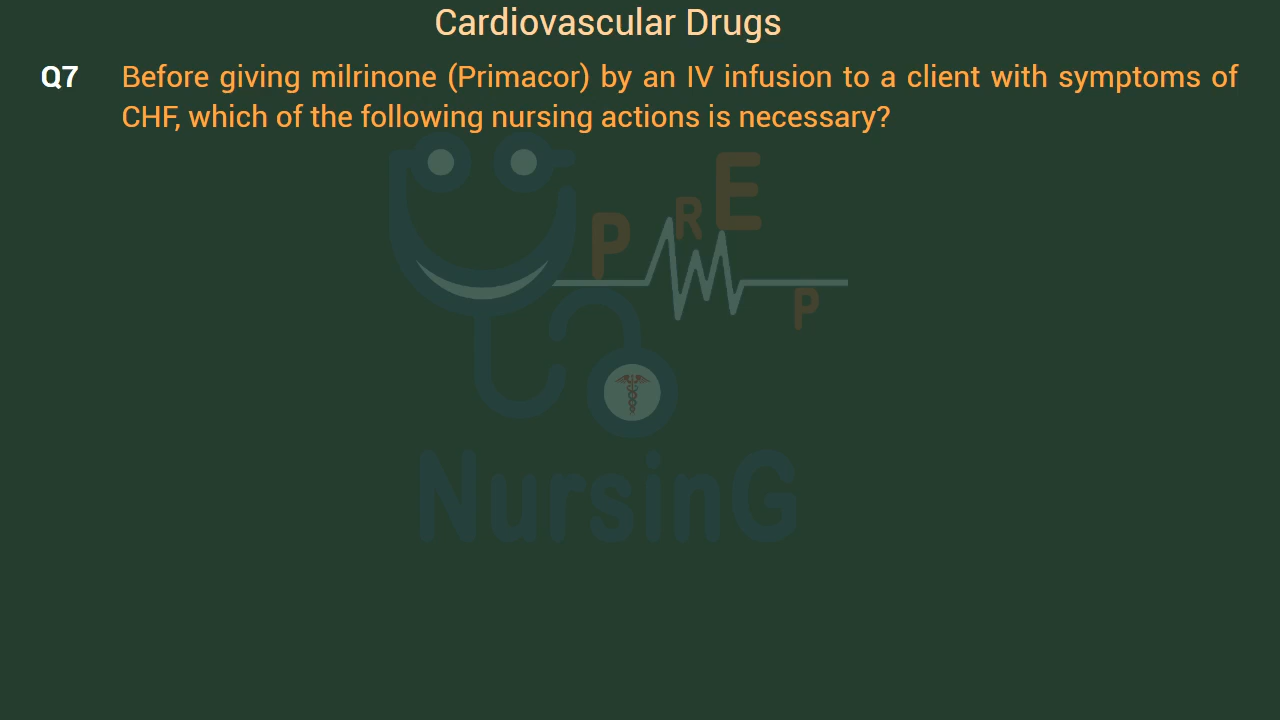 Cardiovascular Drugs
Q7 Before giving milrinone (Primacor) by an IV infusion to a client with symptoms of
CHF, which of the following nursing actions is necessary?
P R E P
NursinG